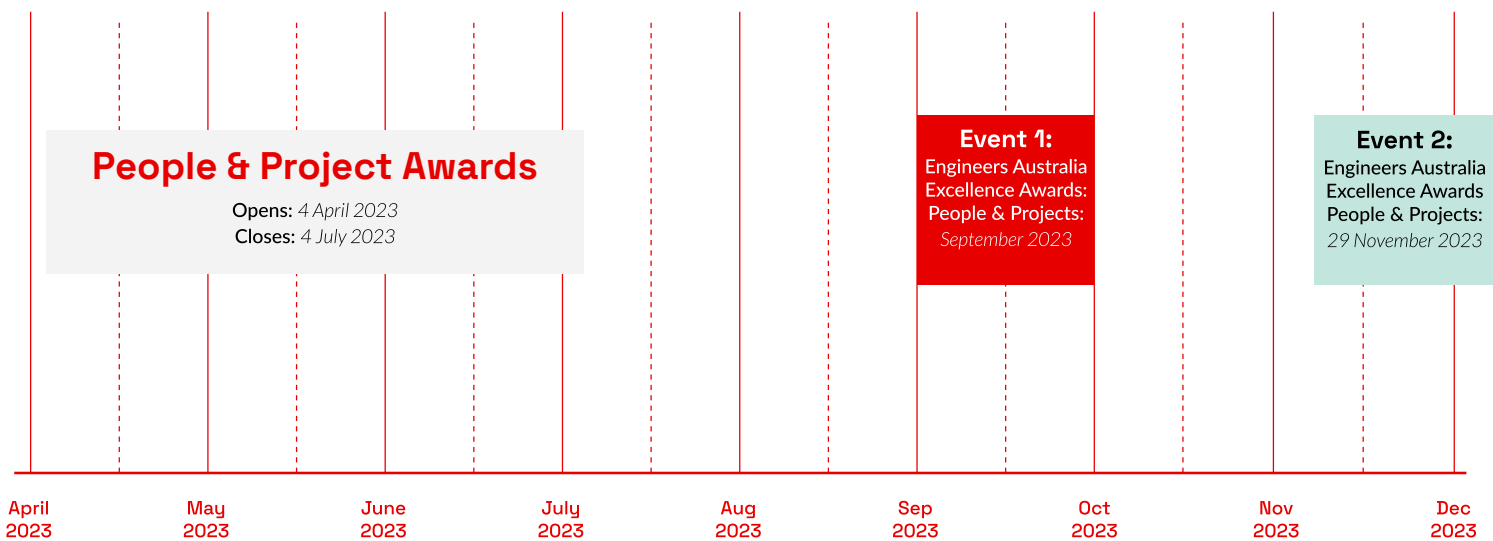 People & Project Awards
Opens: 4 April 2023
Closes: 4 July 2023
Event 1:
Engineers Australia
Excellence Awards:
People & Projects:
September 2023
Event 2:
Engineers Australia
Excellence Awards
People & Projects:
29 November 2023
April
2023
May
2023
June
2023
July
2023
Aug
2023
Sep
2023
Oct
2023
Nov
2023
Dec
2023